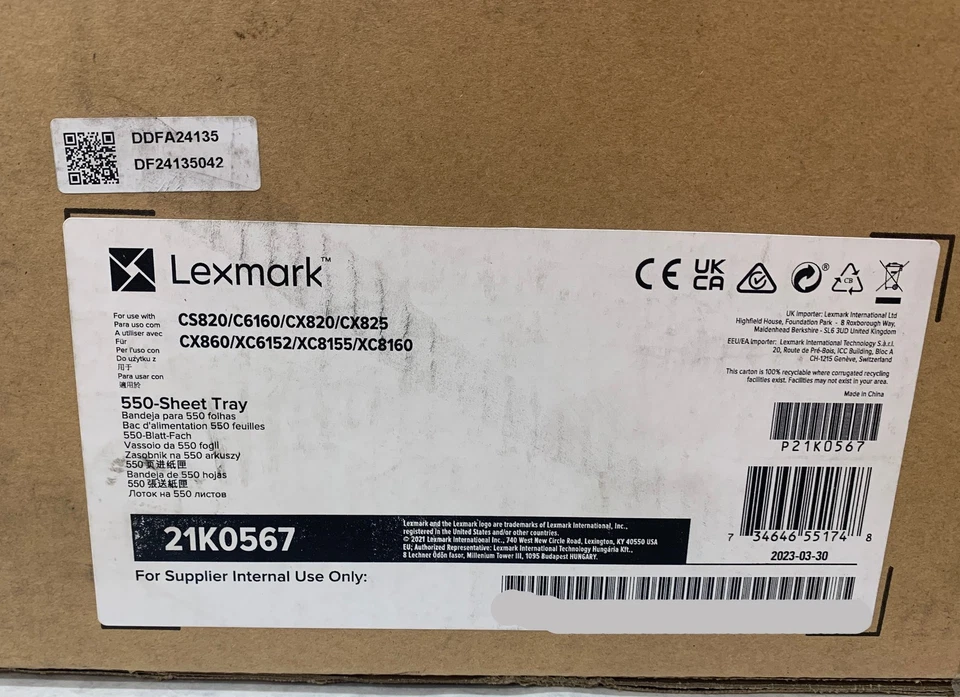 DDFA24135
DF24135042
Lexmark™
CE UK CA ® CB
For use with
Para uso com
A utiliser avec
Für
Per l'uso con
Do użytku z
用于
Para usar con
適用於
CS820/C6160/CX820/CX825
CX860/XC6152/XC8155/XC8160
UK Importer: Lexmark International Ltd
Highfield House, Foundation Park - 8 Roxborough Way,
Maidenhead Berkshire - SL6 3UD United Kingdom
EEU/EA Importer: Lexmark International Technology S.à.r.l.
20, Route de Pré-Bois, ICC Building, Bloc A
CH-1215 Genève, Switzerland
This carton is 100% recyclable where corrugated recycling
facilities exist. Facilities may not exist in your area.
Made in China
P21K0567
550-Sheet Tray
Bandeja para 550 folhas
Bac d'alimentation 550 feuilles
550-Blatt-Fach
Vassoio da 550 fogli
Zasobnik na 550 arkuszy
550 页进纸匣
Bandeja de 550 hojas
550 張送紙匣
Лоток на 550 листов
7 34646 55174 8
2023-03-30
21K0567
Lexmark and the Lexmark logo are trademarks of Lexmark International, Inc.,
registered in the United States and/or other countries.
© 2021 Lexmark International Inc., 740 West New Circle Road, Lexington, KY 40550 USA
EU; Authorized Representative: Lexmark International Technology Hungária Kft.,
8 Lechner Ödön fasor, Millenium Tower III, 1095 Budapest HUNGARY.
For Supplier Internal Use Only: